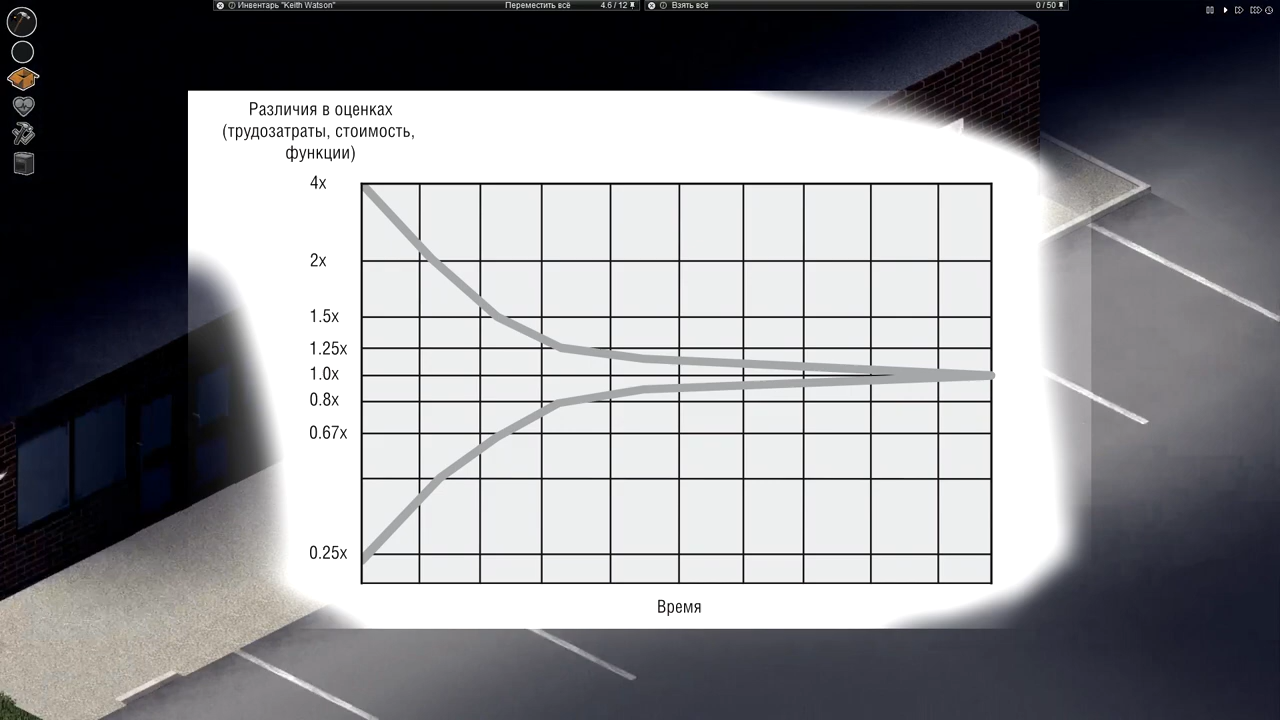 Инвентарь "Keith Watson"
Переместить всё
4.6 / 12
Взять всё
0 / 50
Различия в оценках
(трудозатраты, стоимость,
функции)
4x
2x
1.5x
1.25x
1.0x
0.8x
0.67x
0.25x
Время